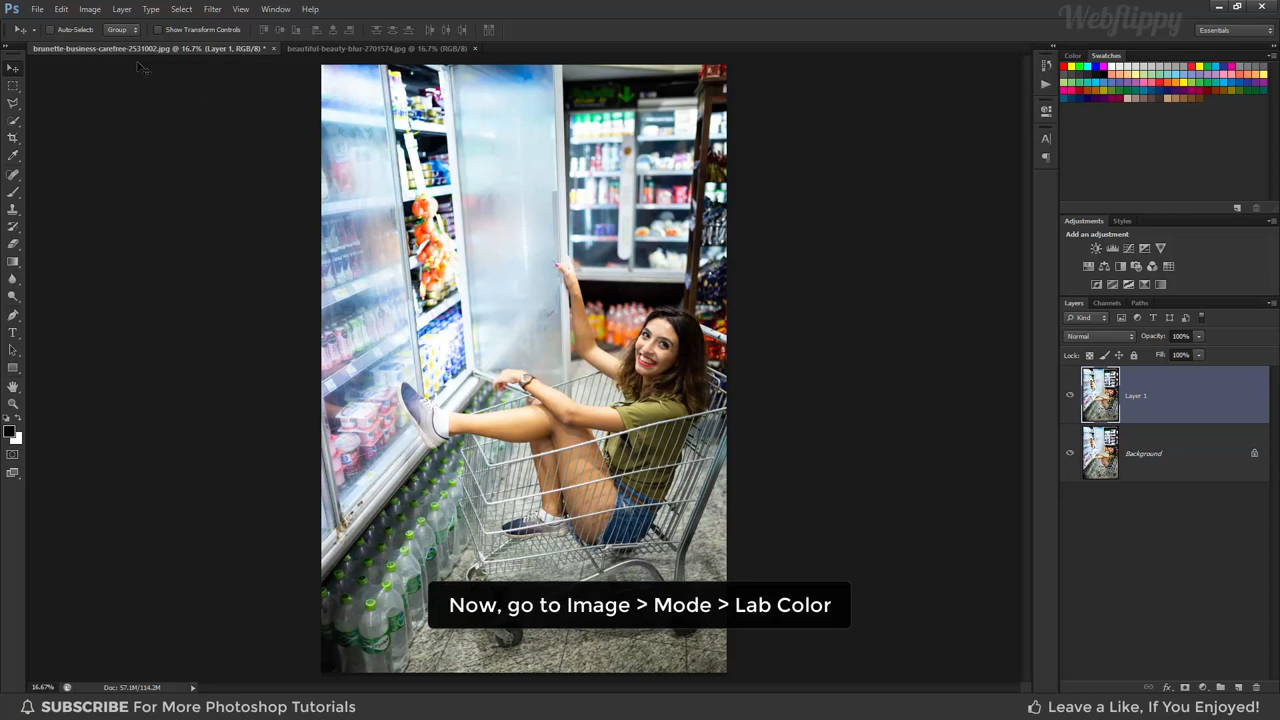 Ps File Edit Image Layer Type Select Filter View Window Help
Webflippy
Auto-Select: Group Show Transform Controls Essentials
brunette-business-carefree-2531002.jpg @ 16.7% (Layer 1, RGB/8) * × beautiful-beauty-blur-2701574.jpg @ 16.7% (RGB/8) ×
Color Swatches
Adjustments Styles
Add an adjustment
Layers Channels Paths
Kind
Normal Opacity: 100%
Lock: Fill: 100%
Layer 1
Background
Now, go to Image > Mode > Lab Color
16.67% Doc: 57.1M/114.2M
SUBSCRIBE For More Photoshop Tutorials Leave a Like, If You Enjoyed!